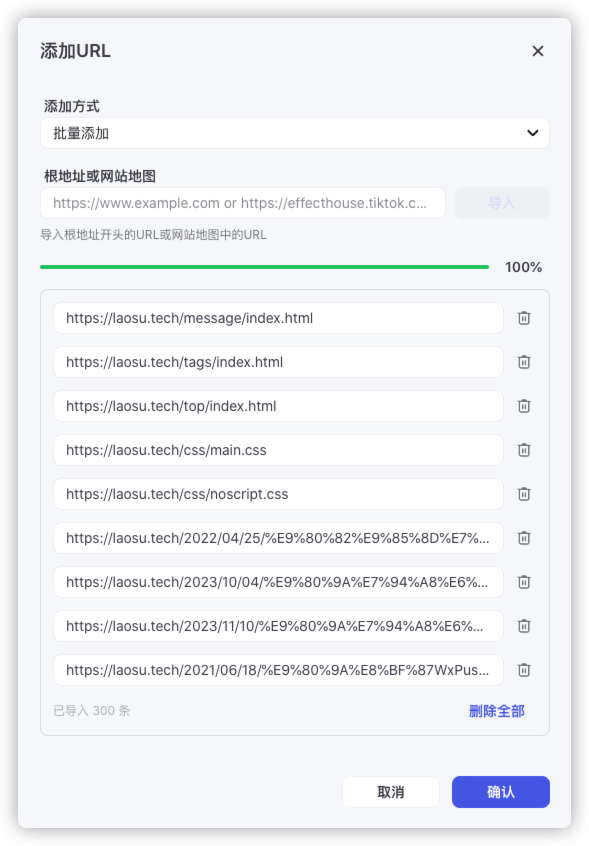 添加URL
添加方式
批量添加
根地址或网站地图
https://www.example.com or https://effecthouse.tiktok.c...
导入
导入根地址开头的URL或网站地图中的URL
100%
https://laosu.tech/message/index.html
https://laosu.tech/tags/index.html
https://laosu.tech/top/index.html
https://laosu.tech/css/main.css
https://laosu.tech/css/noscript.css
https://laosu.tech/2022/04/25/%E9%80%82%E9%85%8D%E7%...
https://laosu.tech/2023/10/04/%E9%80%9A%E7%94%A8%E6%...
https://laosu.tech/2023/11/10/%E9%80%9A%E7%94%A8%E6%...
https://laosu.tech/2021/06/18/%E9%80%9A%E8%BF%87WxPus...
已导入 300 条
删除全部
取消
确认